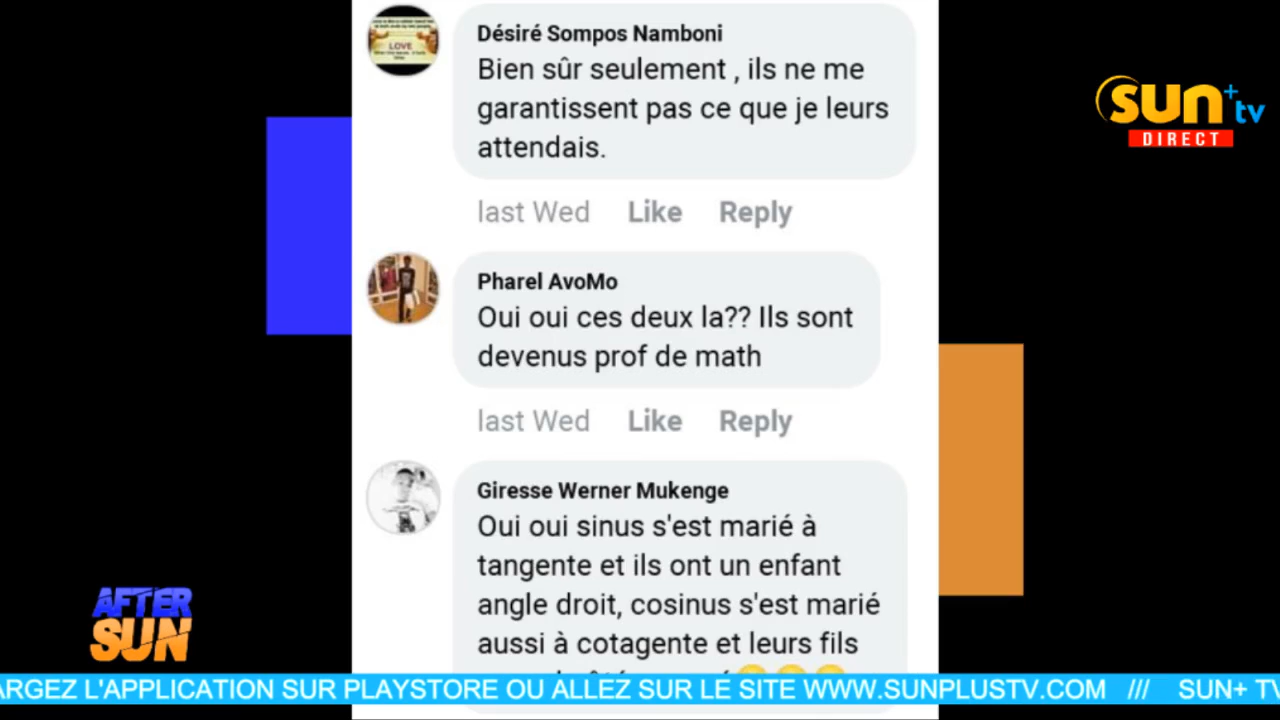 Désiré Sompos Namboni
Bien sûr seulement , ils ne me
garantissent pas ce que je leurs
attendais.
last Wed Like Reply
Pharel AvoMo
Oui oui ces deux la?? Ils sont
devenus prof de math
last Wed Like Reply
Giresse Werner Mukenge
Oui oui sinus s'est marié à
tangente et ils ont un enfant
angle droit, cosinus s'est marié
aussi à cotagente et leurs fils
sun+tv
DIRECT
LOVE
AFTER
SUN
ARGEZ L'APPLICATION SUR PLAYSTORE OU ALLEZ SUR LE SITE WWW.SUNPLUSTV.COM /// SUN+ TV